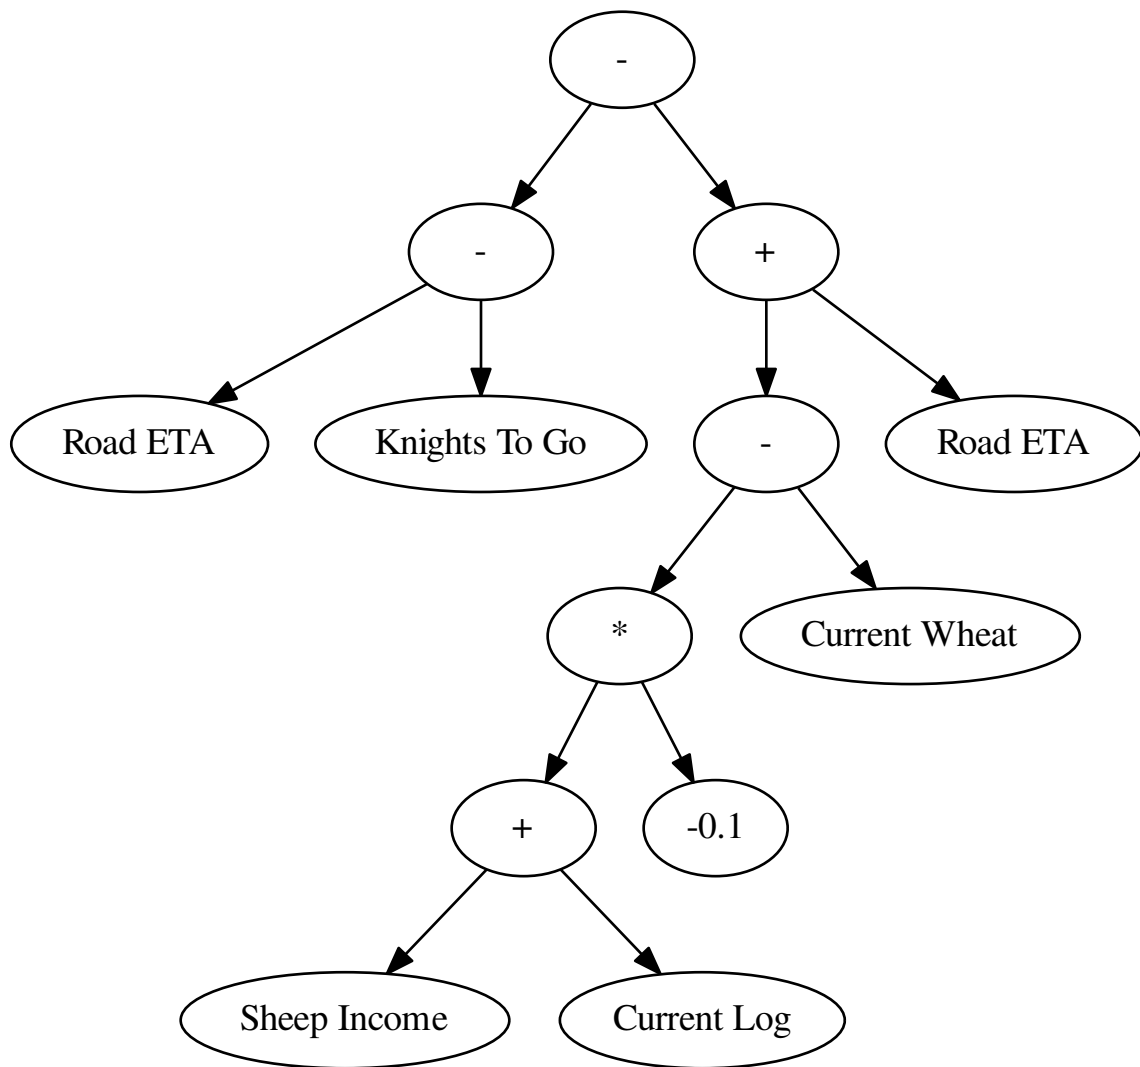 -
-
+
Road ETA
Knights To Go
-
Road ETA
*
Current Wheat
+
-0.1
Sheep Income
Current Log